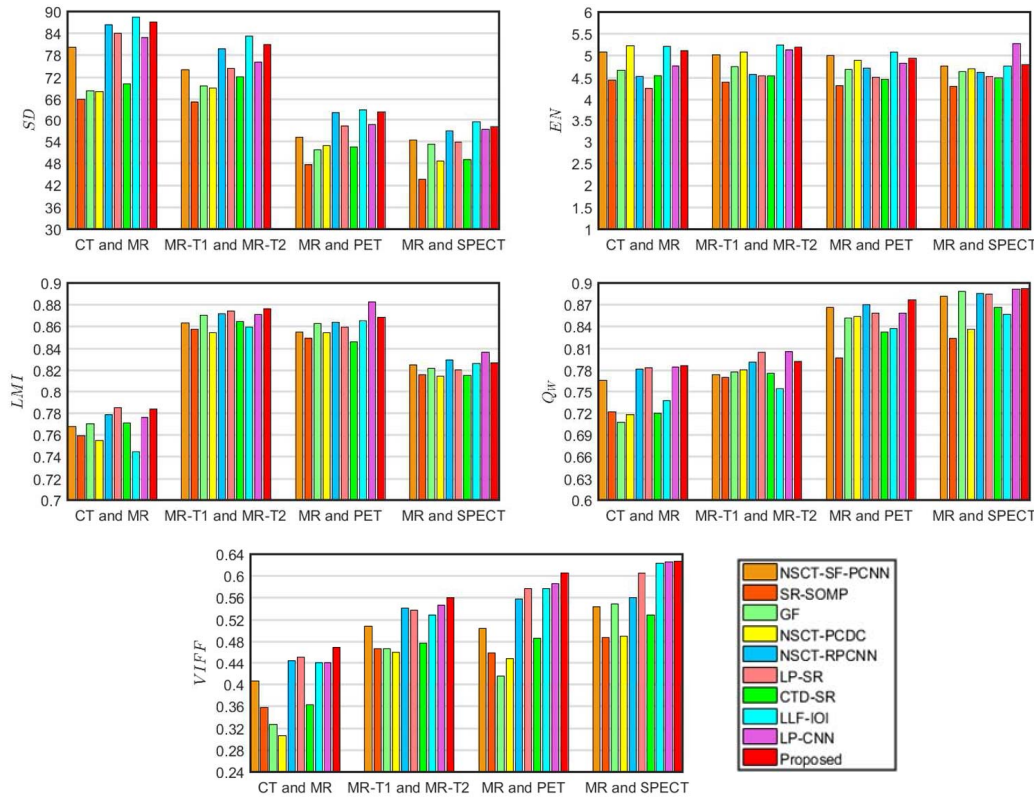 SD
90
84
78
72
66
60
54
48
42
36
30
CT and MR MR-T1 and MR-T2 MR and PET MR and SPECT
EN
6
5
5
4.5
4
3
3
2.5
2
1
1
CT and MR MR-T1 and MR-T2 MR and PET MR and SPECT
LMI
0.9
0.88
0.86
0.84
0.82
0.8
0.78
0.76
0.74
0.72
0.7
CT and MR MR-T1 and MR-T2 MR and PET MR and SPECT
Qw
0.9
0.87
0.84
0.81
0.78
0.75
0.72
0.69
0.66
0.63
0.6
CT and MR MR-T1 and MR-T2 MR and PET MR and SPECT
VIFF
0.64
0.6
0.56
0.52
0.48
0.44
0.4
0.36
0.32
0.28
0.24
CT and MR MR-T1 and MR-T2 MR and PET MR and SPECT
NSCT-SF-PCNN
SR-SOMP
GF
NSCT-PCDC
NSCT-RPCNN
LP-SR
CTD-SR
LLF-IOI
LP-CNN
Proposed